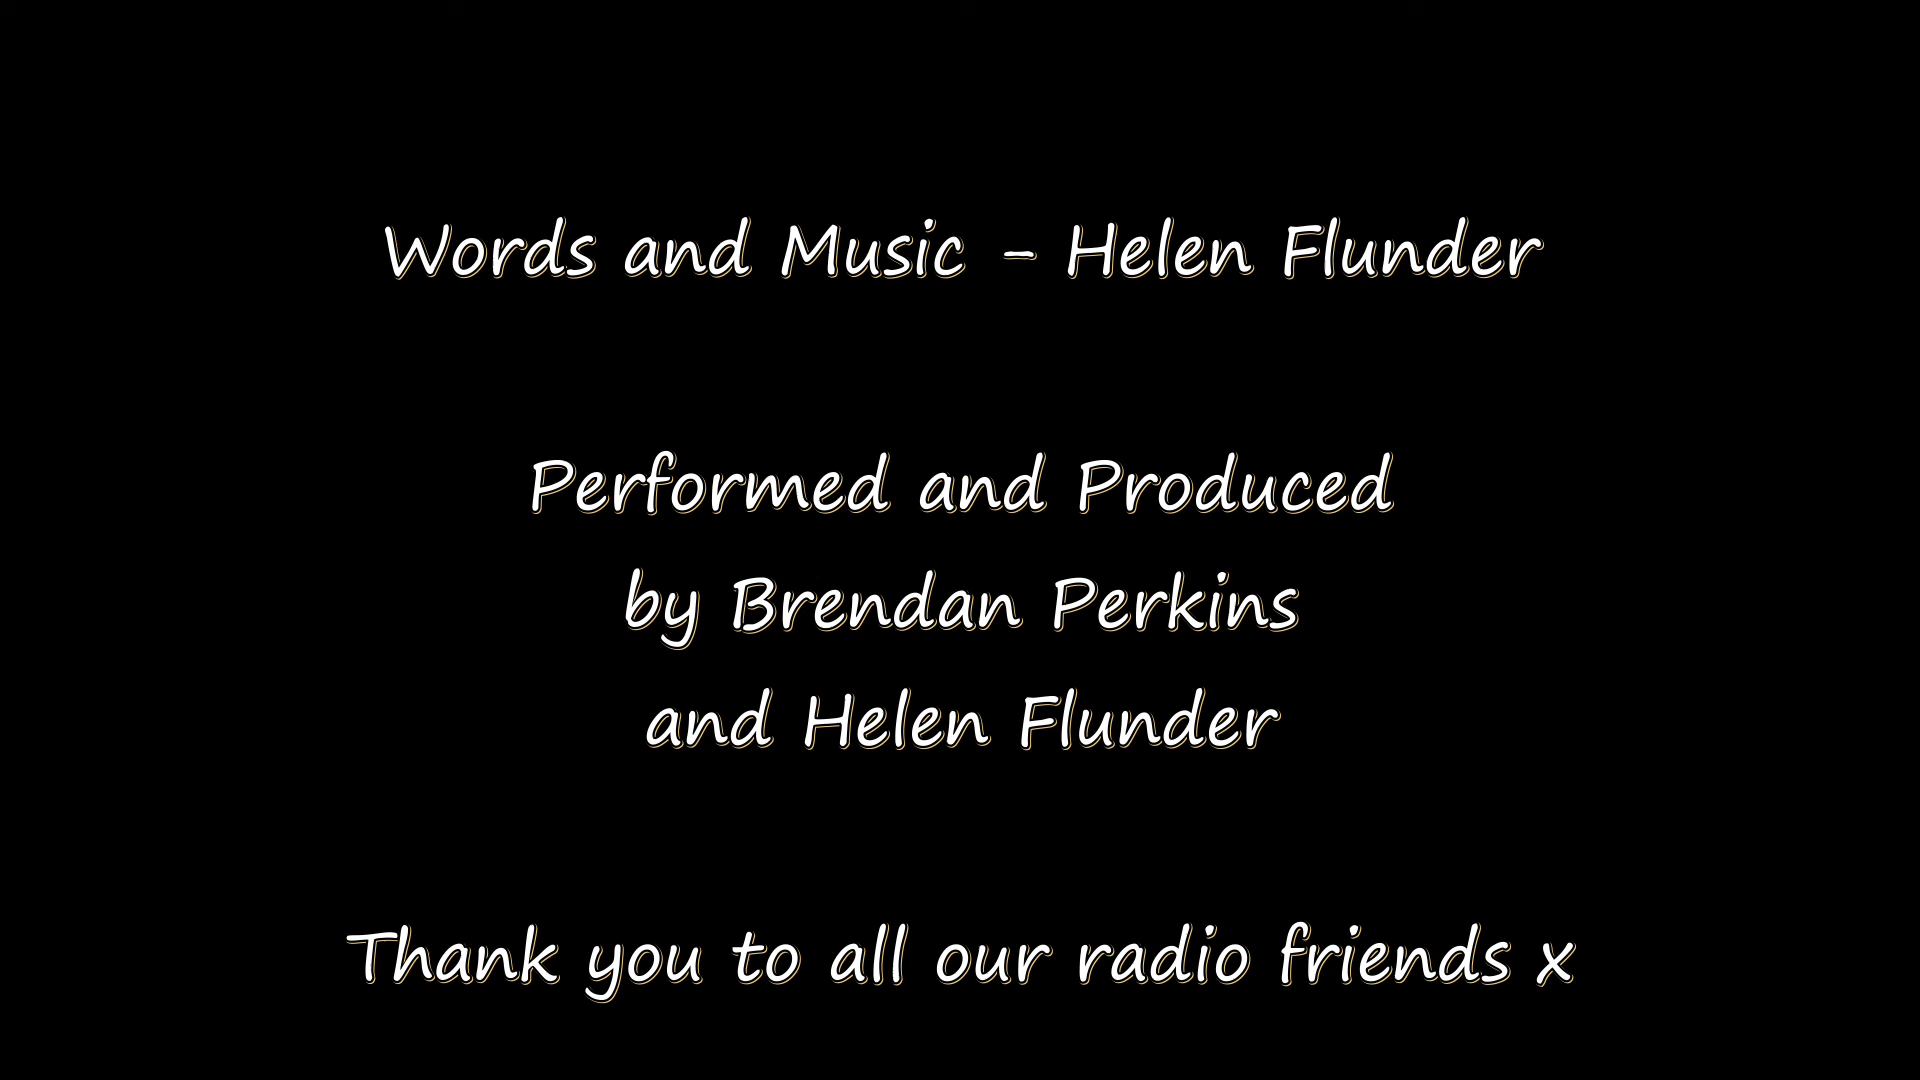 Words and Music - Helen Flunder
Performed and Produced
by Brendan Perkins
and Helen Flunder
Thank you to all our radio friends x